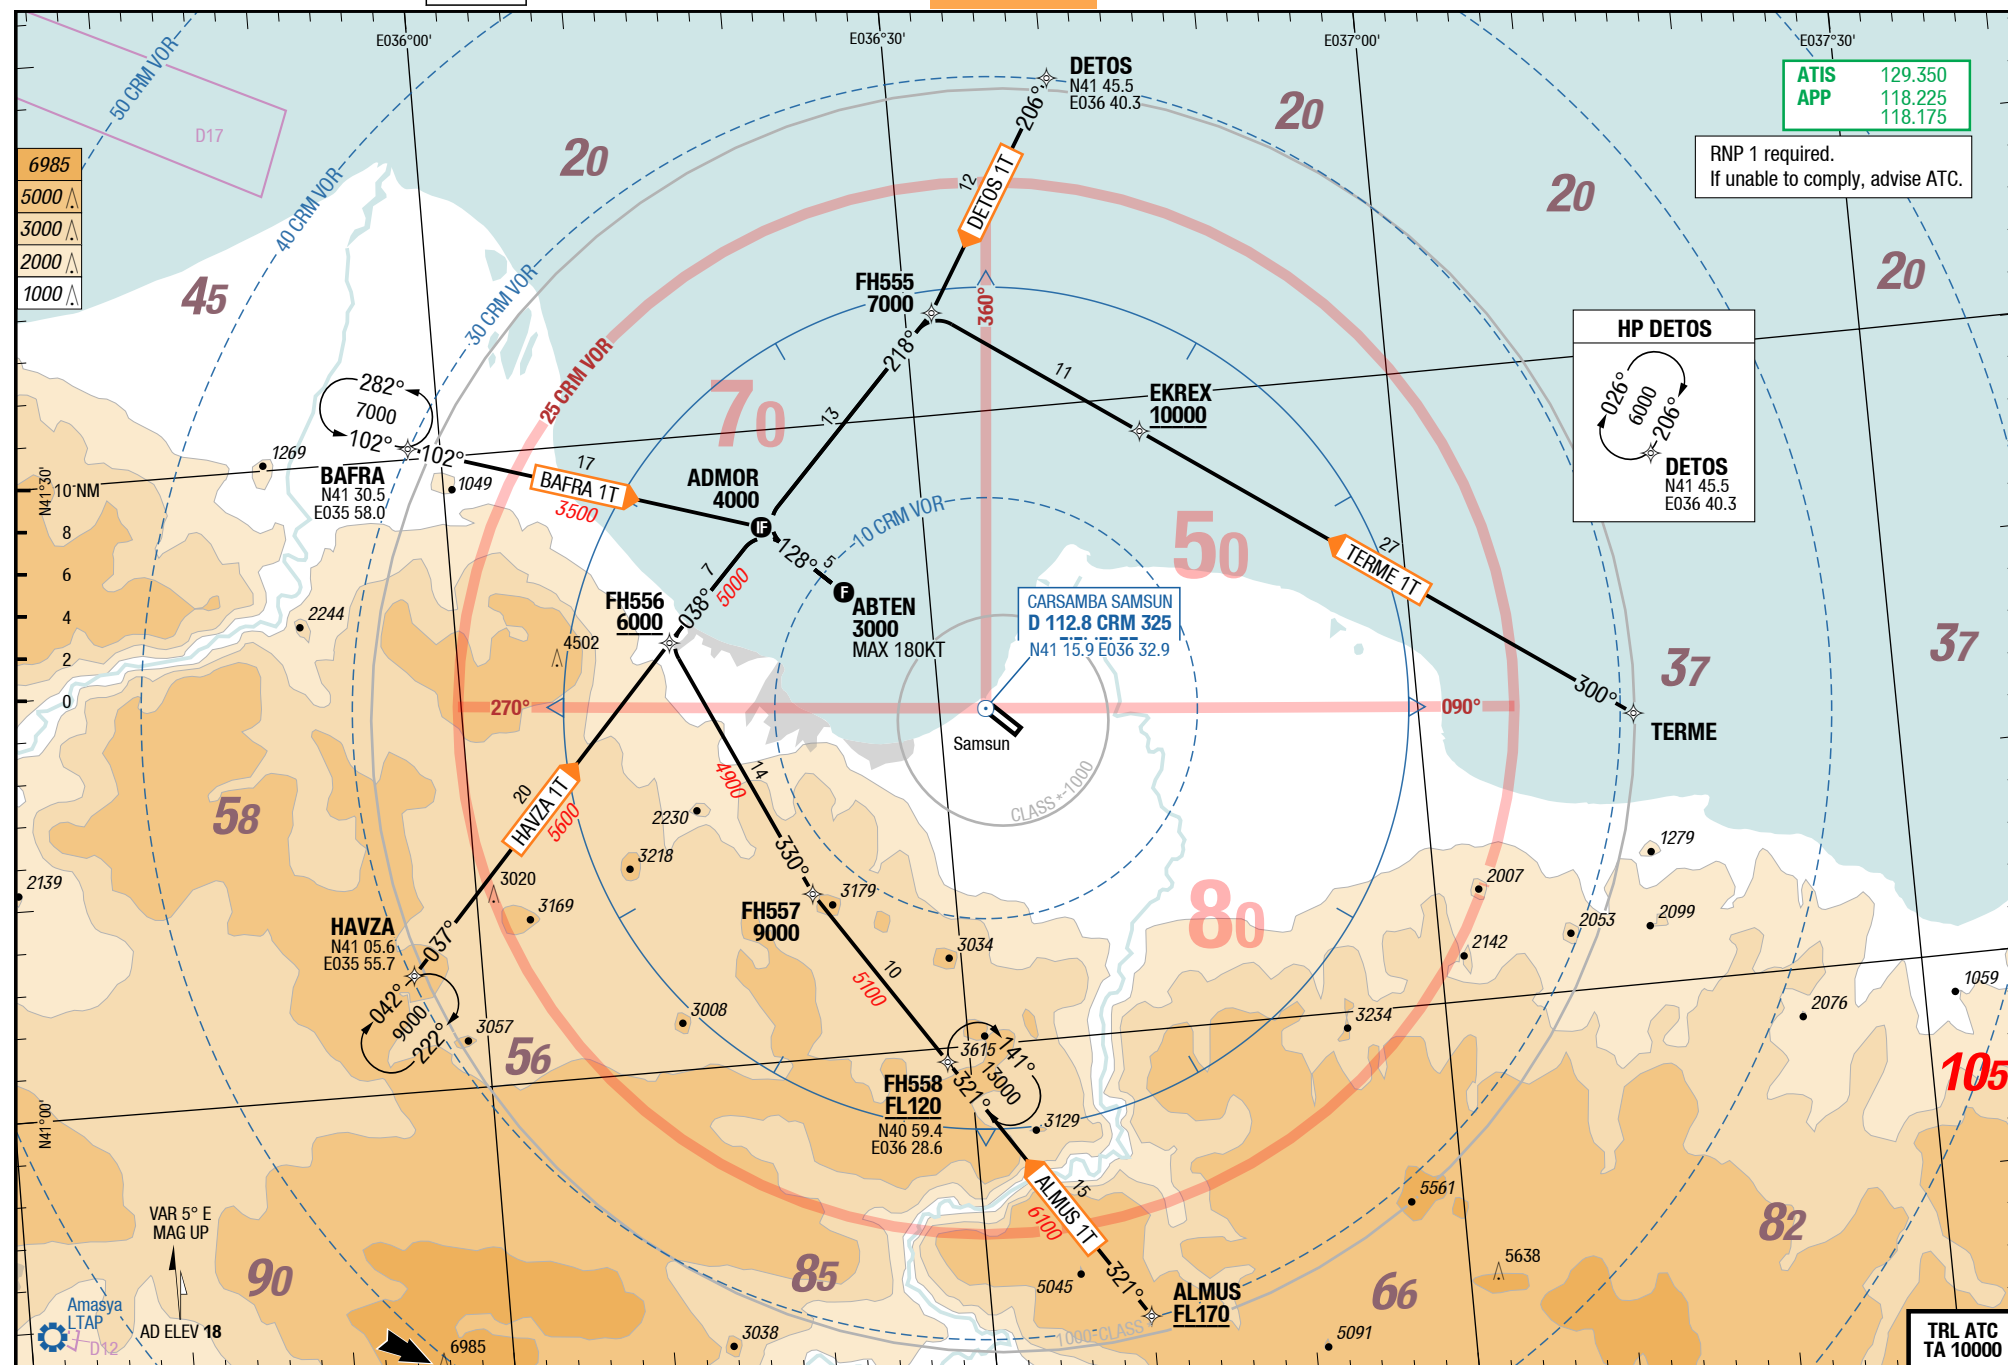 E036°00'
E036°30'
E037°00'
E037°30'
50 CRM VOR
D17
20
DETOS
N41 45.5
E036 40.3
206°
20
ATIS 129.350
APP 118.225
118.175
RNP 1 required.
If unable to comply, advise ATC.
6985
5000
3000
2000
1000
40 CRM VOR
12
DETOS 1T
20
45
30 CRM VOR
FH555
7000
360°
20
218°
25 CRM VOR
HP DETOS
026°
6000
206°
DETOS
N41 45.5
E036 40.3
282°
7000
102°
102°
70
13
11
EKREX
10000
1269
BAFRA
N41 30.5
E035 58.0
1049
17
BAFRA 1T
3500
ADMOR
4000
IF
N41°30'
10 NM
8
6
4
2
0
10 CRM VOR
128°
5
50
27
TERME 1T
7
5000
038°
FH556
6000
F
ABTEN
3000
MAX 180KT
CARSAMBA SAMSUN
D 112.8 CRM 325
N41 15.9 E036 32.9
2244
4502
37
37
300°
TERME
270°
090°
Samsun
CLASS *-1000
58
20
HAVZA 1T
5600
4900
14
2230
3218
330°
1279
2139
3020
3169
3179
2007
HAVZA
N41 05.6
E035 55.7
037°
FH557
9000
80
2053
2099
3034
2142
042°
9000
222°
10
5100
1059
2076
3057
3008
3234
56
3615
141°
13000
321°
105
FH558
FL120
N40 59.4
E036 28.6
3129
N41°00'
15
ALMUS 1T
6100
5561
VAR 5° E
MAG UP
82
5638
90
85
5045
321°
ALMUS
FL170
66
Amasya
LTAP
D12
AD ELEV 18
6985
3038
1000-CLASS
5091
TRL ATC
TA 10000